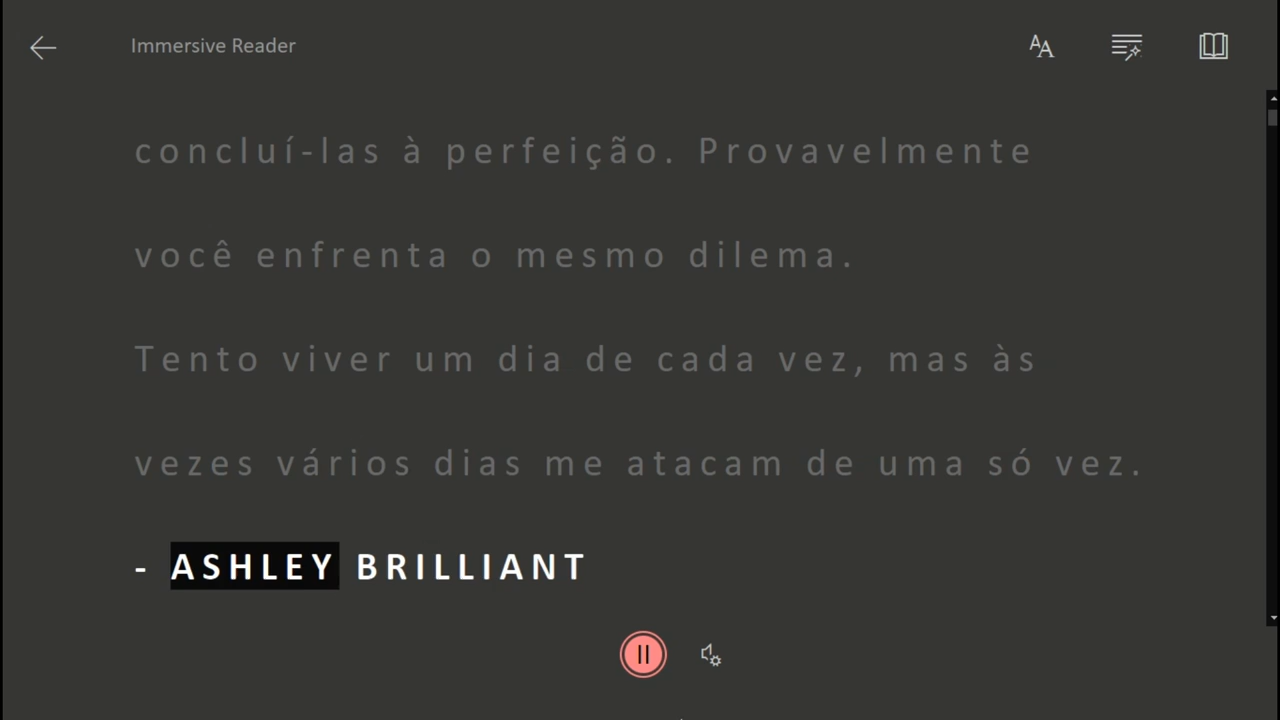 Immersive Reader
concluí-las à perfeição. Provavelmente
você enfrenta o mesmo dilema.
Tento viver um dia de cada vez, mas às
vezes vários dias me atacam de uma só vez.
- ASHLEY BRILLIANT